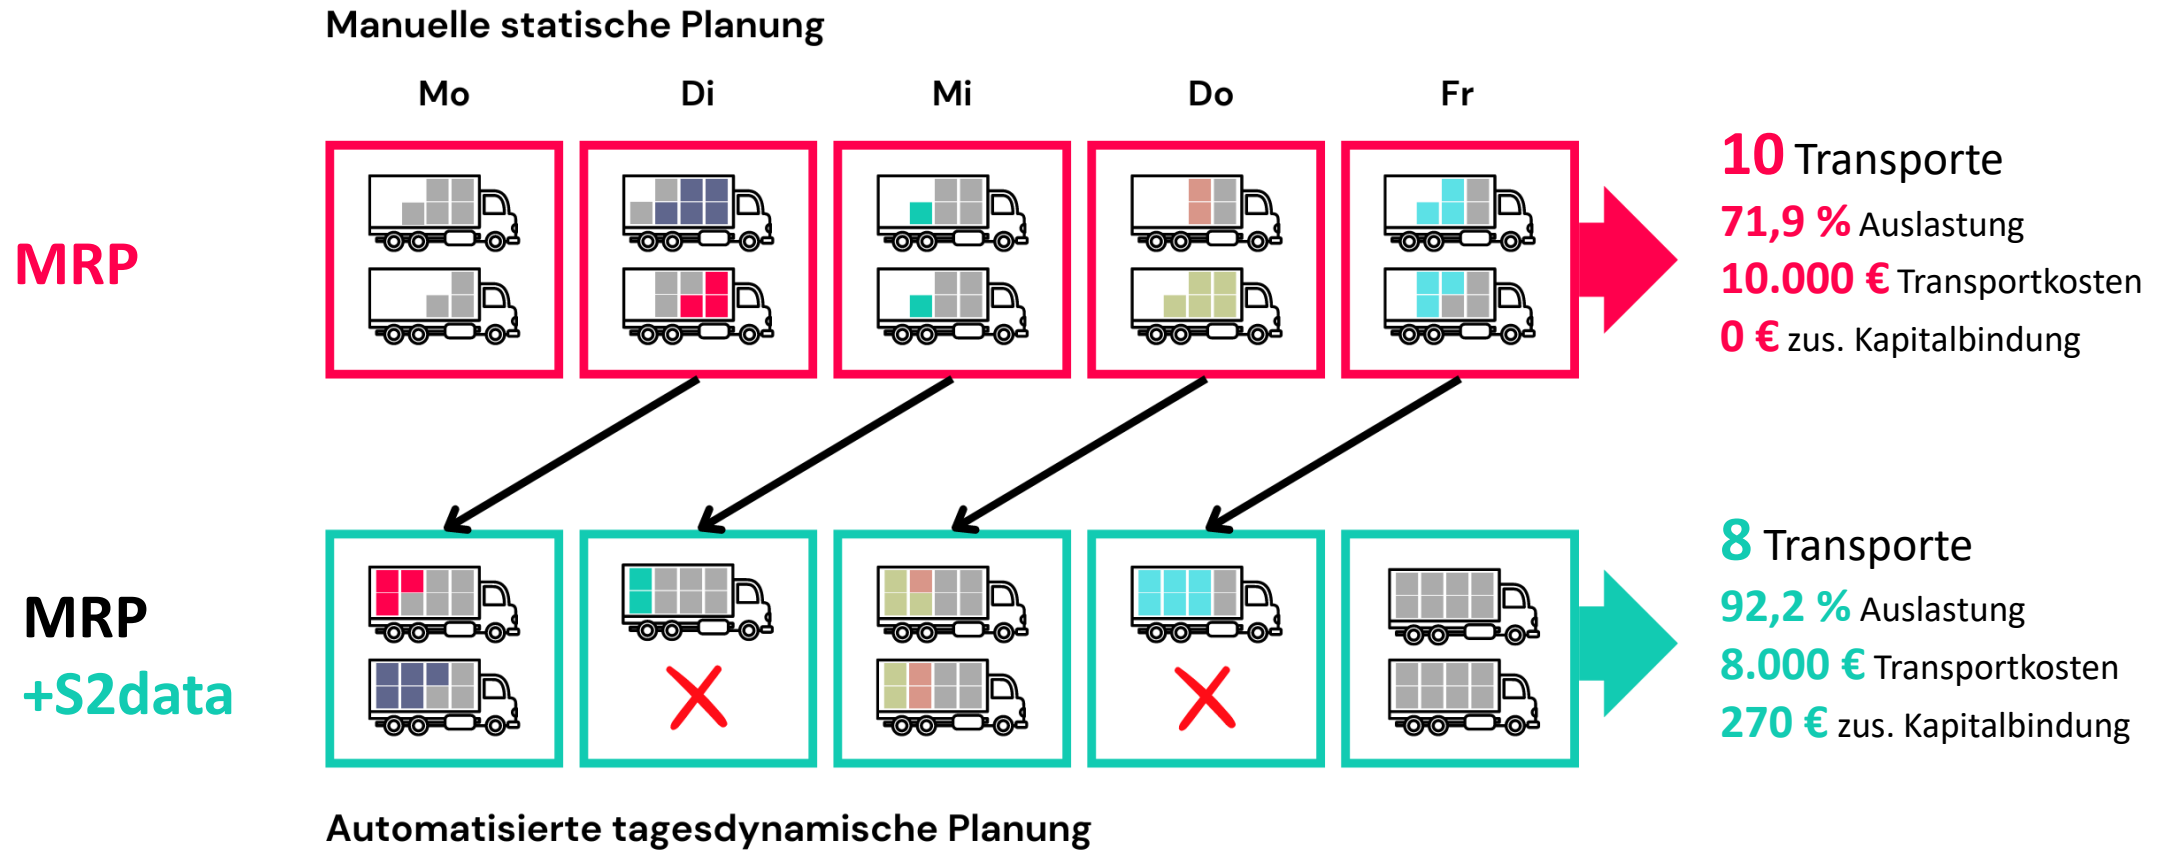 Manuelle statische Planung
Mo Di Mi Do Fr
MRP
10 Transporte
71,9 % Auslastung
10.000 € Transportkosten
0 € zus. Kapitalbindung
MRP
+S2data
8 Transporte
92,2 % Auslastung
8.000 € Transportkosten
270 € zus. Kapitalbindung
Automatisierte tagesdynamische Planung